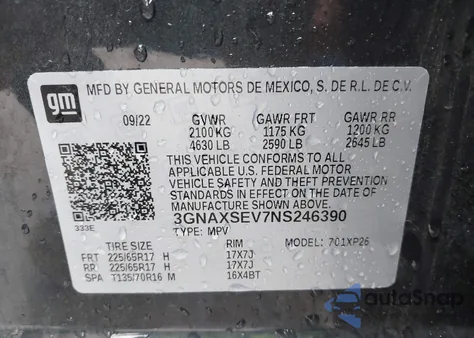 gm MFD BY GENERAL MOTORS DE MEXICO, S. DE R.L. DE C.V.
09/22 GVWR GAWR FRT GAWR RR
2100 KG 1175 KG 1200 KG
4630 LB 2590 LB 2645 LB
THIS VEHICLE CONFORMS TO ALL
APPLICABLE U.S. FEDERAL MOTOR
VEHICLE SAFETY AND THEFT PREVENTION
STANDARDS IN EFFECT ON THE DATE OF
MANUFACTURE SHOWN ABOVE.
333E 3GNAXSEV7NS246390
TYPE: MPV MODEL: 701XP26
TIRE SIZE RIM
FRT 225/65R17 H 17X7J
RR 225/65R17 H 17X7J
SPA T135/70R16 M 16X4BT
AutoSnap